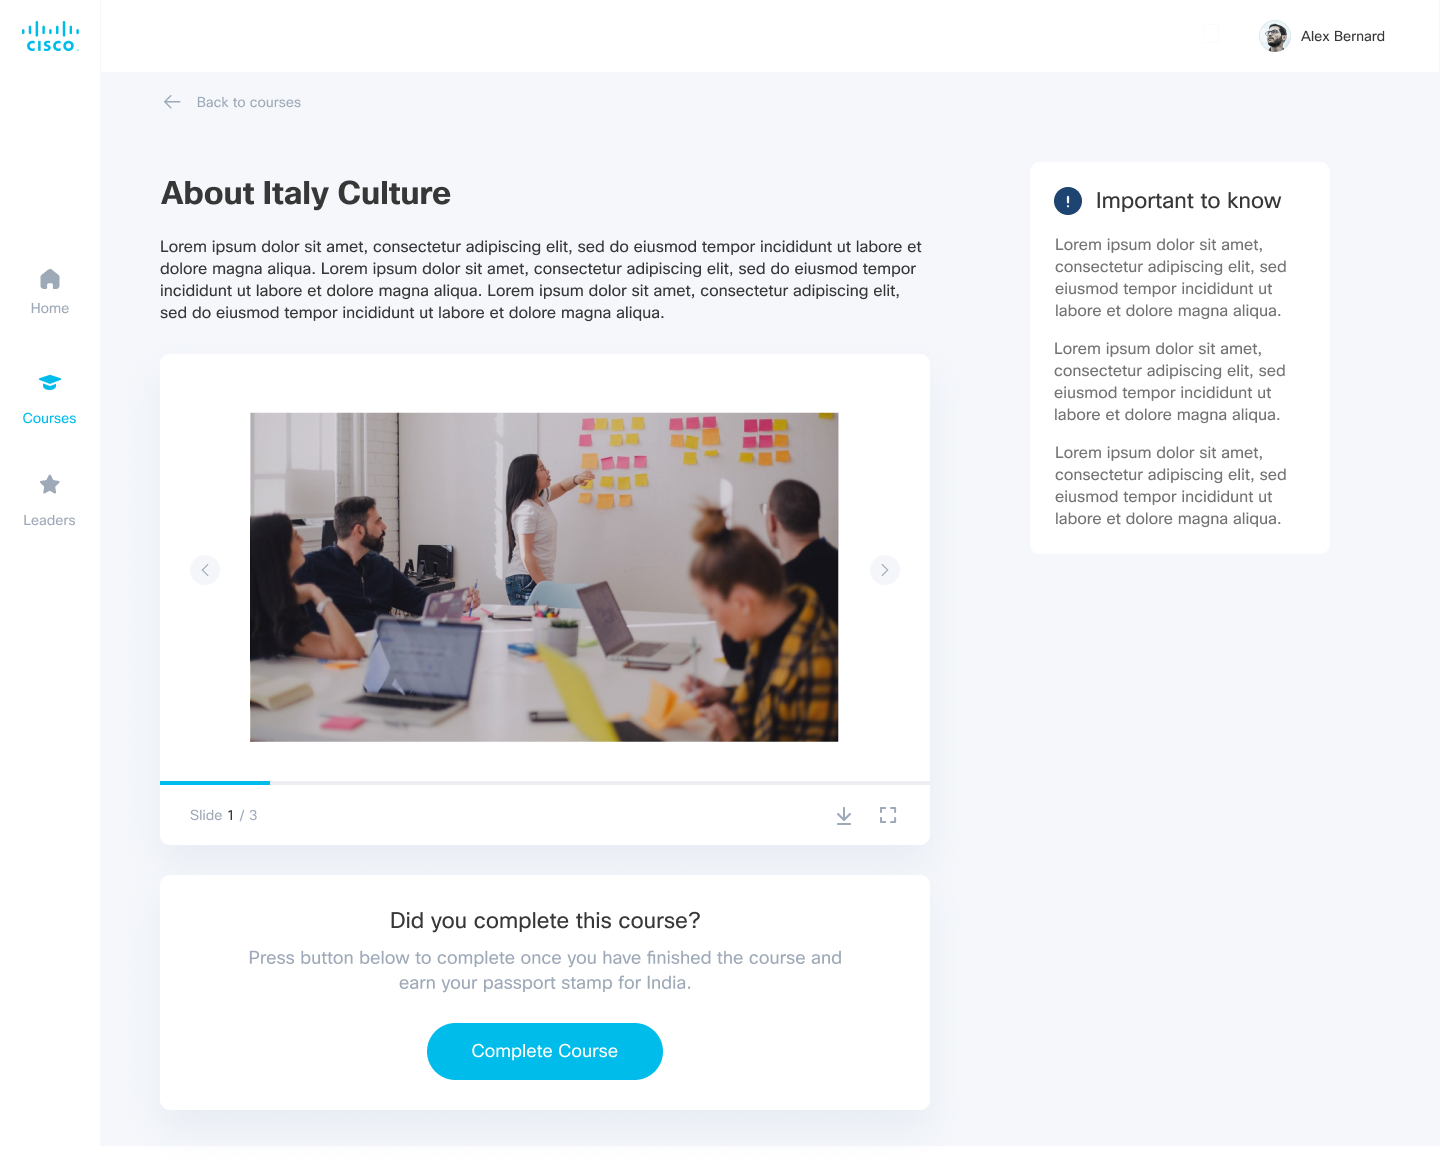 CISCO
Alex Bernard
Back to courses
Home
Courses
Leaders
About Italy Culture
Lorem ipsum dolor sit amet, consectetur adipiscing elit, sed do eiusmod tempor incididunt ut labore et
dolore magna aliqua. Lorem ipsum dolor sit amet, consectetur adipiscing elit, sed do eiusmod tempor
incididunt ut labore et dolore magna aliqua. Lorem ipsum dolor sit amet, consectetur adipiscing elit,
sed do eiusmod tempor incididunt ut labore et dolore magna aliqua.
Slide 1 / 3
Did you complete this course?
Press button below to complete once you have finished the course and
earn your passport stamp for India.
Complete Course
! Important to know
Lorem ipsum dolor sit amet,
consectetur adipiscing elit, sed
eiusmod tempor incididunt ut
labore et dolore magna aliqua.
Lorem ipsum dolor sit amet,
consectetur adipiscing elit, sed
eiusmod tempor incididunt ut
labore et dolore magna aliqua.
Lorem ipsum dolor sit amet,
consectetur adipiscing elit, sed
eiusmod tempor incididunt ut
labore et dolore magna aliqua.